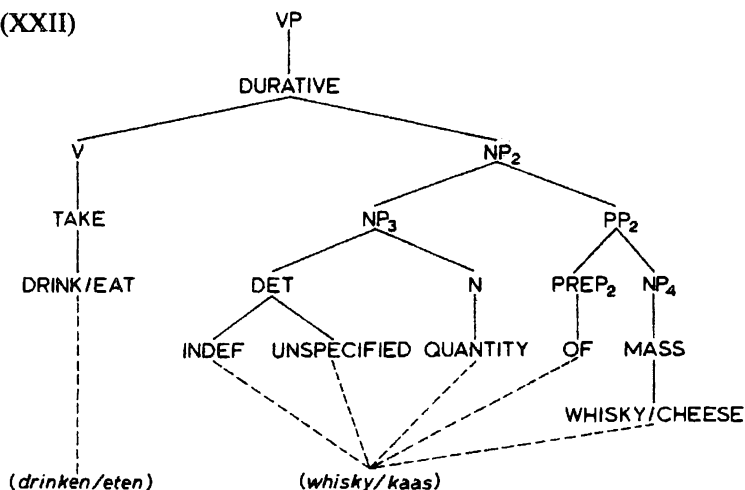 (XXII)
VP
DURATIVE
V NP₂
TAKE NP₃ PP₂
DRINK/EAT DET N PREP₂ NP₄
INDEF UNSPECIFIED QUANTITY OF MASS
WHISKY/CHEESE
(drinken/eten) (whisky/kaas)